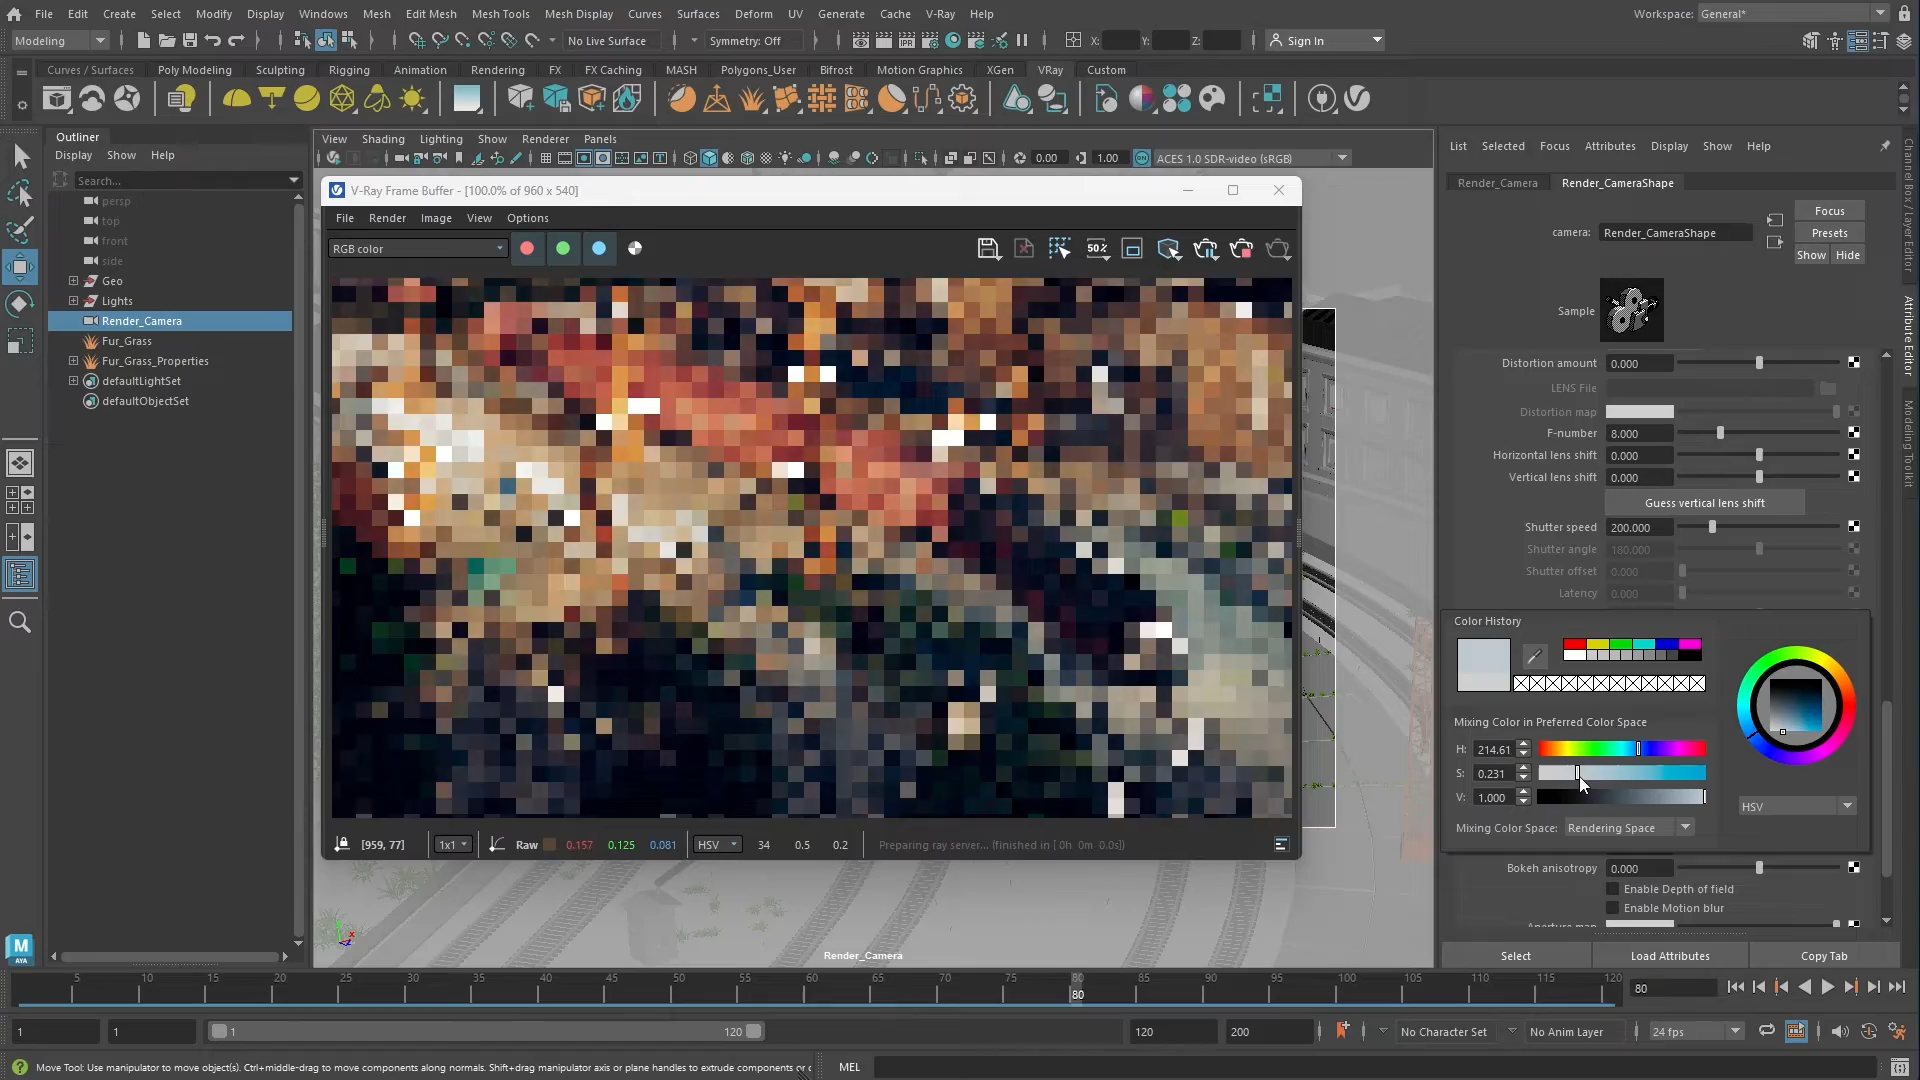 File Edit Create Select Modify Display Windows Mesh Edit Mesh Mesh Tools Mesh Display Curves Surfaces Deform UV Generate Cache V-Ray Help Workspace: General*
Modeling No Live Surface Symmetry: Off X: Y: Z: Sign In
Curves / Surfaces Poly Modeling Sculpting Rigging Animation Rendering FX FX Caching MASH Polygons_User Bifrost Motion Graphics XGen VRay Custom
Outliner
Display Show Help
Search...
persp
top
front
side
Geo
Lights
Render_Camera
Fur_Grass
Fur_Grass_Properties
defaultLightSet
defaultObjectSet
View Shading Lighting Show Renderer Panels
0.00 1.00 ACES 1.0 SDR-video (sRGB)
V-Ray Frame Buffer - [100.0% of 960 x 540]
File Render Image View Options
RGB color 50%
[959, 77] 1x1 Raw 0.157 0.125 0.081 HSV 34 0.5 0.2 Preparing ray server... (finished in [ 0h 0m 0.0s])
Render_Camera
List Selected Focus Attributes Display Show Help
Render_Camera Render_CameraShape
Focus
camera: Render_CameraShape Presets
Show Hide
Sample
Distortion amount 0.000
LENS File
Distortion map
F-number 8.000
Horizontal lens shift 0.000
Vertical lens shift 0.000
Guess vertical lens shift
Shutter speed 200.000
Shutter angle 180.000
Shutter offset 0.000
Latency 0.000
Color History
Mixing Color in Preferred Color Space
H: 214.61
S: 0.231
V: 1.000
HSV
Mixing Color Space: Rendering Space
Bokeh anisotropy 0.000
Enable Depth of field
Enable Motion blur
Aperture map
Select Load Attributes Copy Tab
Channel Box / Layer Editor
Attribute Editor
Modeling Toolkit
M
AYA
5 10 15 20 25 30 35 40 45 50 55 60 65 70 75 80 85 90 95 100 105 110 115 120
80 80
1 1 1 120 120 200 No Character Set No Anim Layer 24 fps
Move Tool: Use manipulator to move object(s). Ctrl+middle-drag to move components along normals. Shift+drag manipulator axis or plane handles to extrude components or c MEL